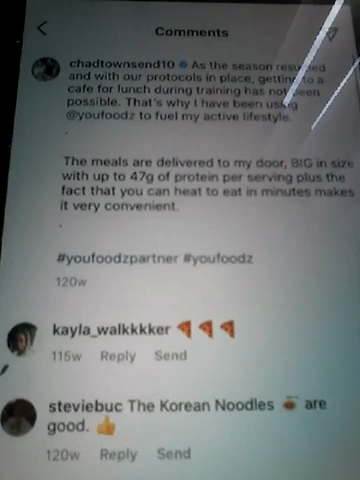 Comments
chadtownsend10 As the season resumed
and with our protocols in place, getting to a
cafe for lunch during training has not been
possible. That's why I have been using
@youfoodz to fuel my active lifestyle.
.
The meals are delivered to my door, BIG in size
with up to 47g of protein per serving plus the
fact that you can heat to eat in minutes makes
it very convenient.
.
#youfoodzpartner #youfoodz
120w
kayla_walkkkker 🍕🍕🍕
115w Reply Send
steviebuc The Korean Noodles 🍜 are
good. 👍
120w Reply Send